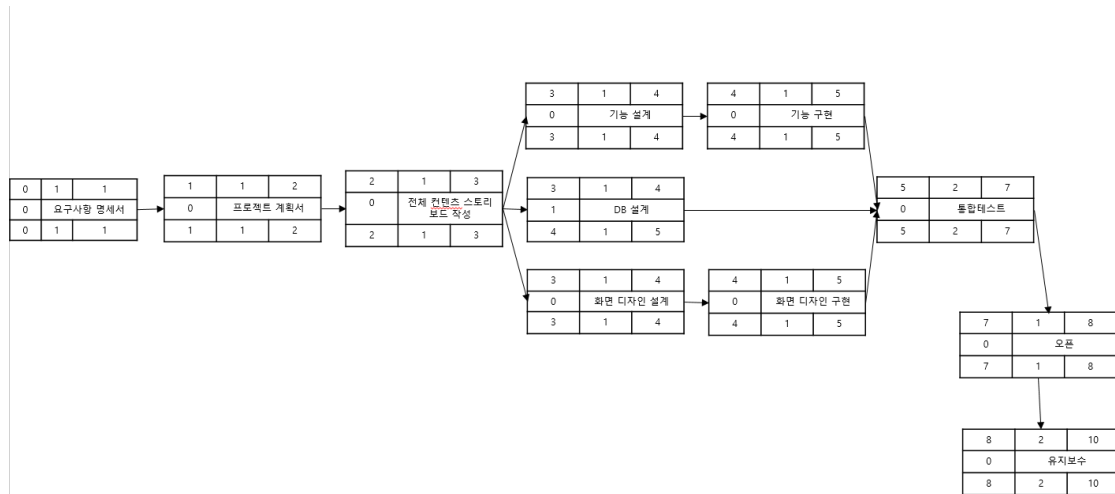 0 1 1
0 요구사항 명세서
0 1 1
1 1 2
0 프로젝트 계획서
1 1 2
2 1 3
0 전체 컨텐츠 스토리
보드 작성
2 1 3
3 1 4
0 기능 설계
3 1 4
4 1 5
0 기능 구현
4 1 5
3 1 4
1 DB 설계
4 1 5
3 1 4
0 화면 디자인 설계
3 1 4
4 1 5
0 화면 디자인 구현
4 1 5
5 2 7
0 통합테스트
5 2 7
7 1 8
0 오픈
7 1 8
8 2 10
0 유지보수
8 2 10